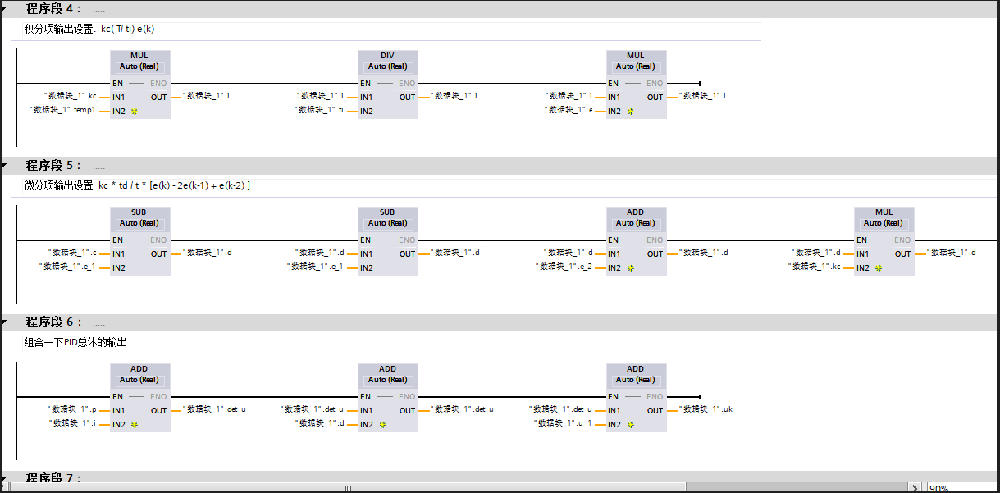 程序段 4： .....
积分项输出设置. kc( T/ ti) e(k)
MUL DIV MUL
Auto (Real) Auto (Real) Auto (Real)
EN ENO EN ENO EN ENO
"数据块_1".kc IN1 OUT "数据块_1".i "数据块_1".i IN1 OUT "数据块_1".i "数据块_1".i IN1 OUT "数据块_1".i
"数据块_1".temp1 IN2 "数据块_1".ti IN2 "数据块_1".e IN2
程序段 5： .....
微分项输出设置 kc * td / t * [e(k) - 2e(k-1) + e(k-2) ]
SUB SUB ADD MUL
Auto (Real) Auto (Real) Auto (Real) Auto (Real)
EN ENO EN ENO EN ENO EN ENO
"数据块_1".e IN1 OUT "数据块_1".d "数据块_1".d IN1 OUT "数据块_1".d "数据块_1".d IN1 OUT "数据块_1".d "数据块_1".d IN1 OUT "数据块_1".d
"数据块_1".e_1 IN2 "数据块_1".e_1 IN2 "数据块_1".e_2 IN2 "数据块_1".kc IN2
程序段 6： .....
组合一下PID总体的输出
ADD ADD ADD
Auto (Real) Auto (Real) Auto (Real)
EN ENO EN ENO EN ENO
"数据块_1".p IN1 OUT "数据块_1".det_u "数据块_1".det_u IN1 OUT "数据块_1".det_u "数据块_1".det_u IN1 OUT "数据块_1".uk
"数据块_1".i IN2 "数据块_1".d IN2 "数据块_1".u_1 IN2
程序段 7： .....
90%